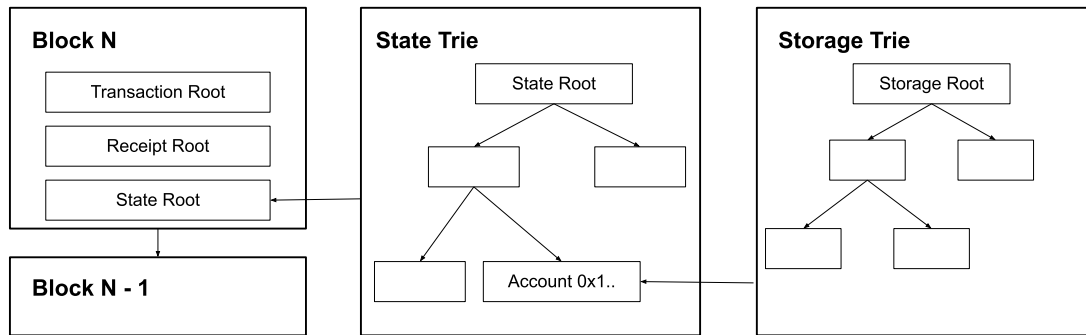 Block N
Transaction Root
Receipt Root
State Root
Block N - 1
State Trie
State Root
Account 0x1..
Storage Trie
Storage Root